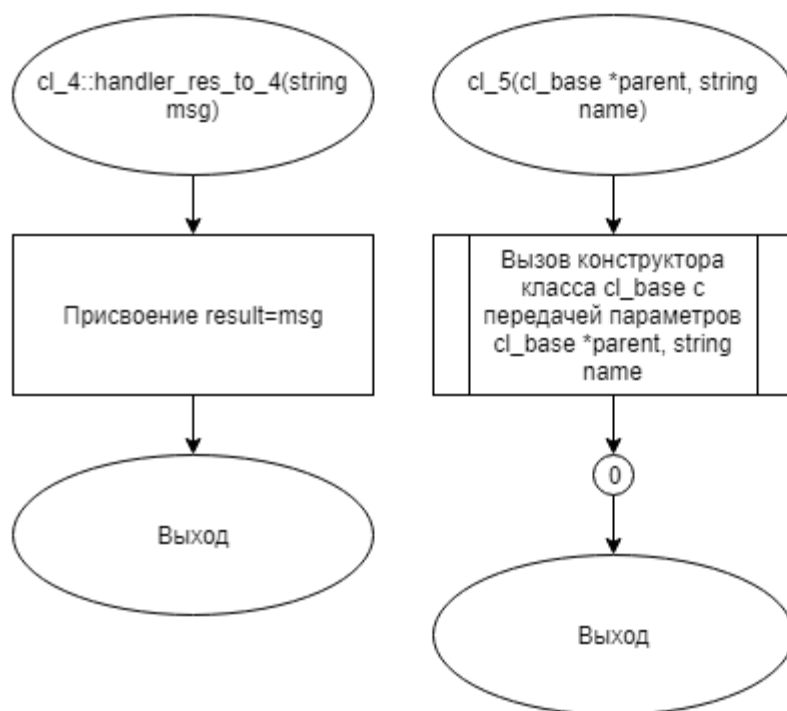 cl_4::handler_res_to_4(string
msg)
Присвоение result=msg
Выход
cl_5(cl_base *parent, string
name)
Вызов конструктора
класса cl_base с
передачей параметров
cl_base *parent, string
name
0
Выход